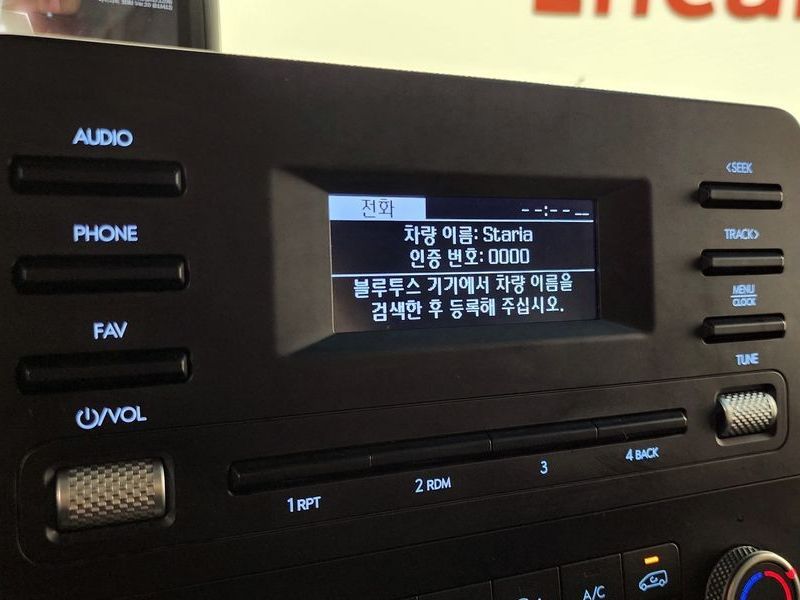 AUDIO
PHONE
FAV
/VOL
전화
--:-- __
차량 이름: Staria
인증 번호: 0000
블루투스 기기에서 차량 이름을
검색한 후 등록해 주십시오.
<SEEK
TRACK>
MENU
CLOCK
TUNE
1 RPT
2 RDM
3
4 BACK
A/C